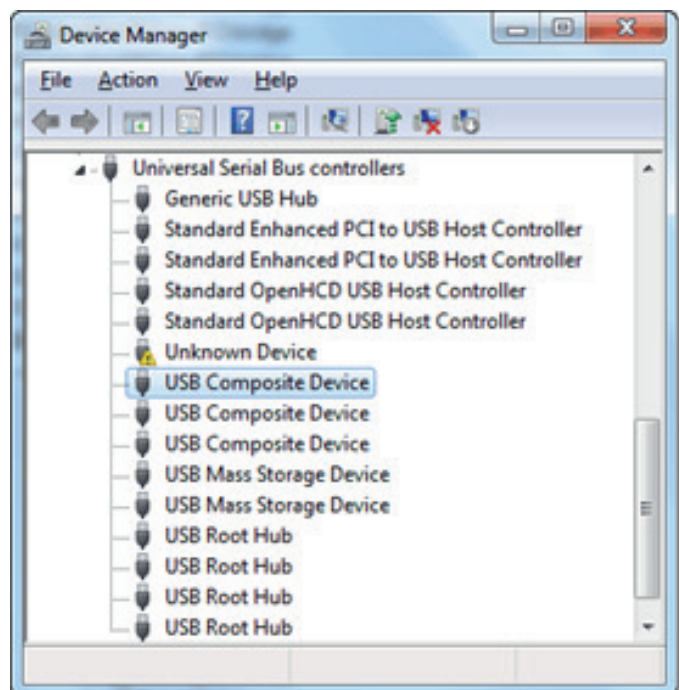 Device Manager
File Action View Help
Universal Serial Bus controllers
Generic USB Hub
Standard Enhanced PCI to USB Host Controller
Standard Enhanced PCI to USB Host Controller
Standard OpenHCD USB Host Controller
Standard OpenHCD USB Host Controller
Unknown Device
USB Composite Device
USB Composite Device
USB Composite Device
USB Mass Storage Device
USB Mass Storage Device
USB Root Hub
USB Root Hub
USB Root Hub
USB Root Hub